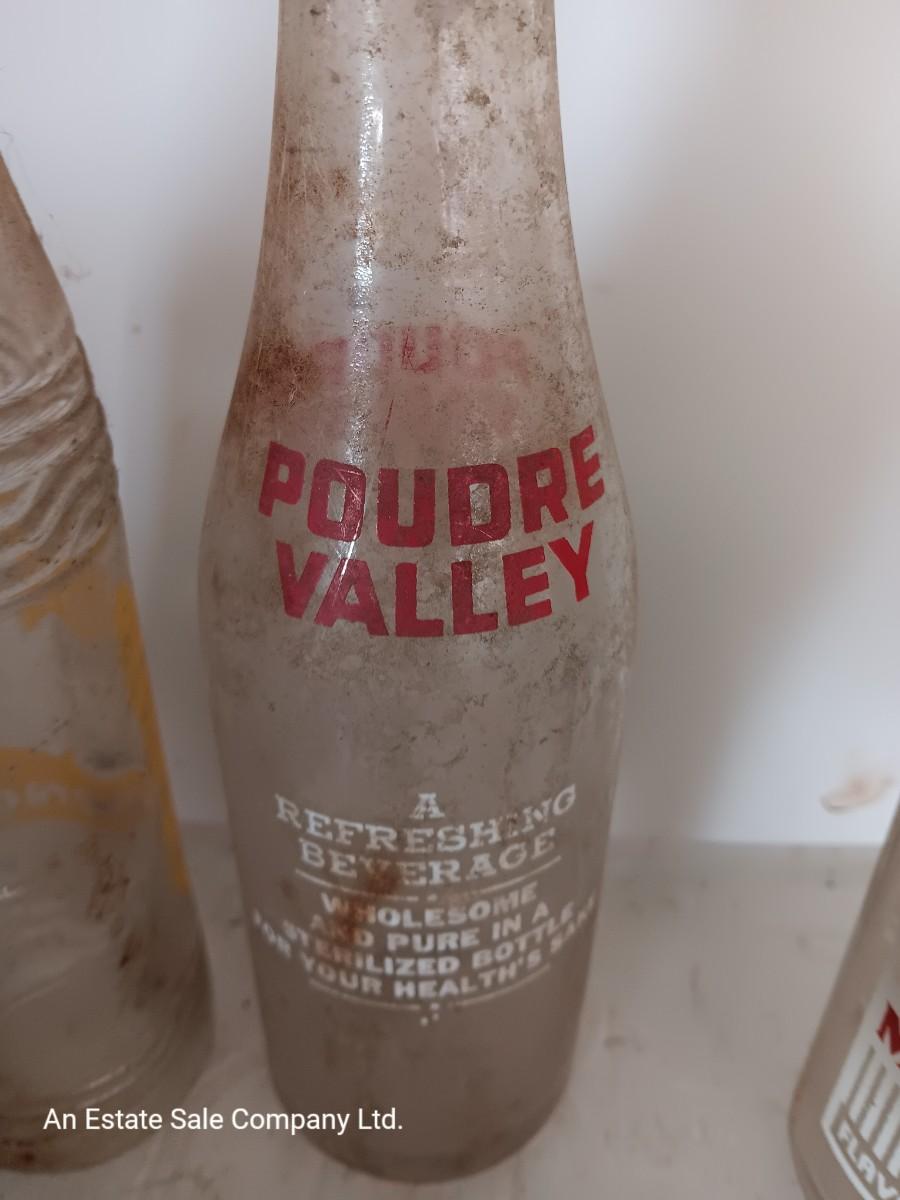 POUDRE
VALLEY
A
REFRESHING
BEVERAGE
WHOLESOME
AND PURE IN A
STERILIZED BOTTLE
FOR YOUR HEALTH'S SAKE
FLAV
An Estate Sale Company Ltd.